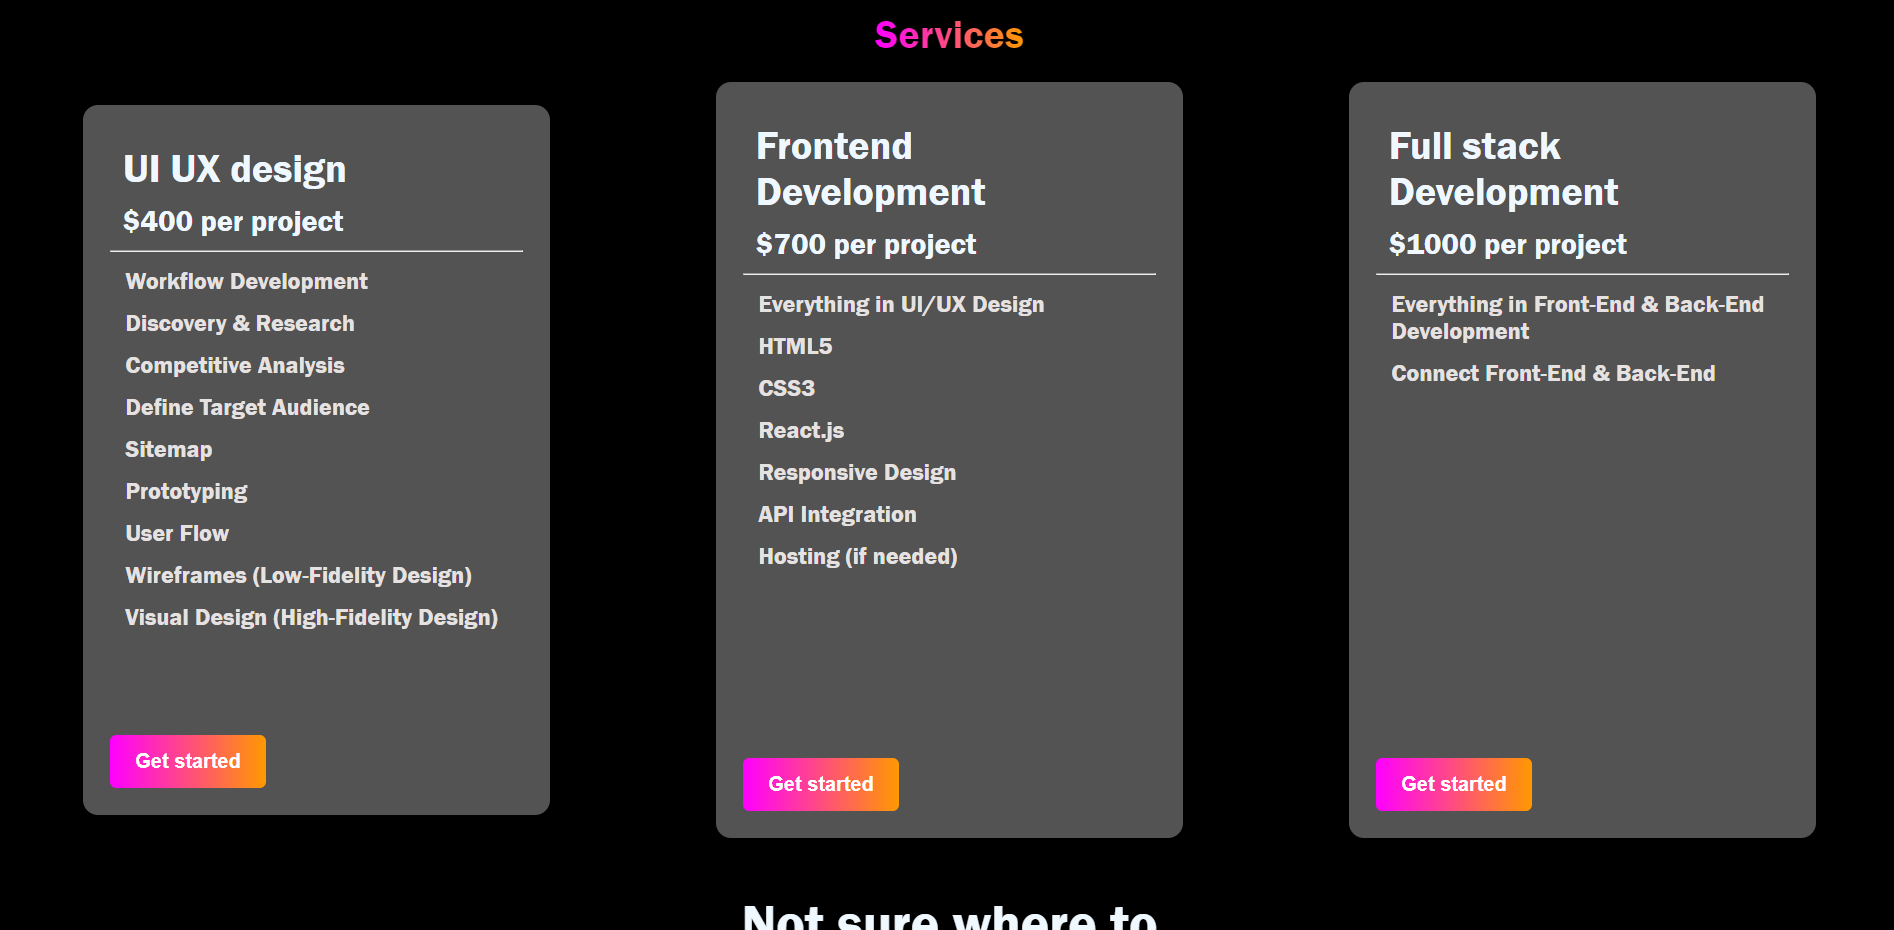 Services
UI UX design
$400 per project
Workflow Development
Discovery & Research
Competitive Analysis
Define Target Audience
Sitemap
Prototyping
User Flow
Wireframes (Low-Fidelity Design)
Visual Design (High-Fidelity Design)
Get started
Frontend
Development
$700 per project
Everything in UI/UX Design
HTML5
CSS3
React.js
Responsive Design
API Integration
Hosting (if needed)
Get started
Full stack
Development
$1000 per project
Everything in Front-End & Back-End
Development
Connect Front-End & Back-End
Get started
Not sure where to